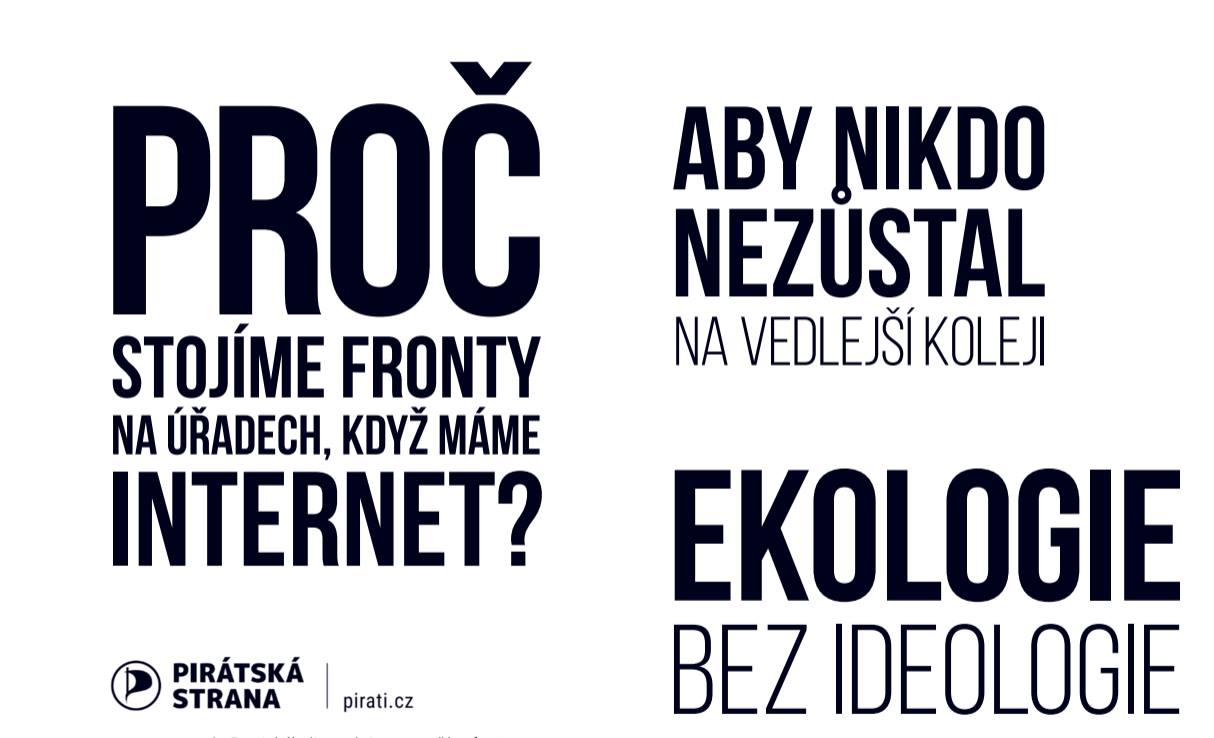 PROČ
STOJÍME FRONTY
NA ÚŘADECH, KDYŽ MÁME
INTERNET?
PIRÁTSKÁ
STRANA
pirati.cz
ABY NIKDO
NEZŮSTAL
NA VEDLEJŠÍ KOLEJI
EKOLOGIE
BEZ IDEOLOGIE